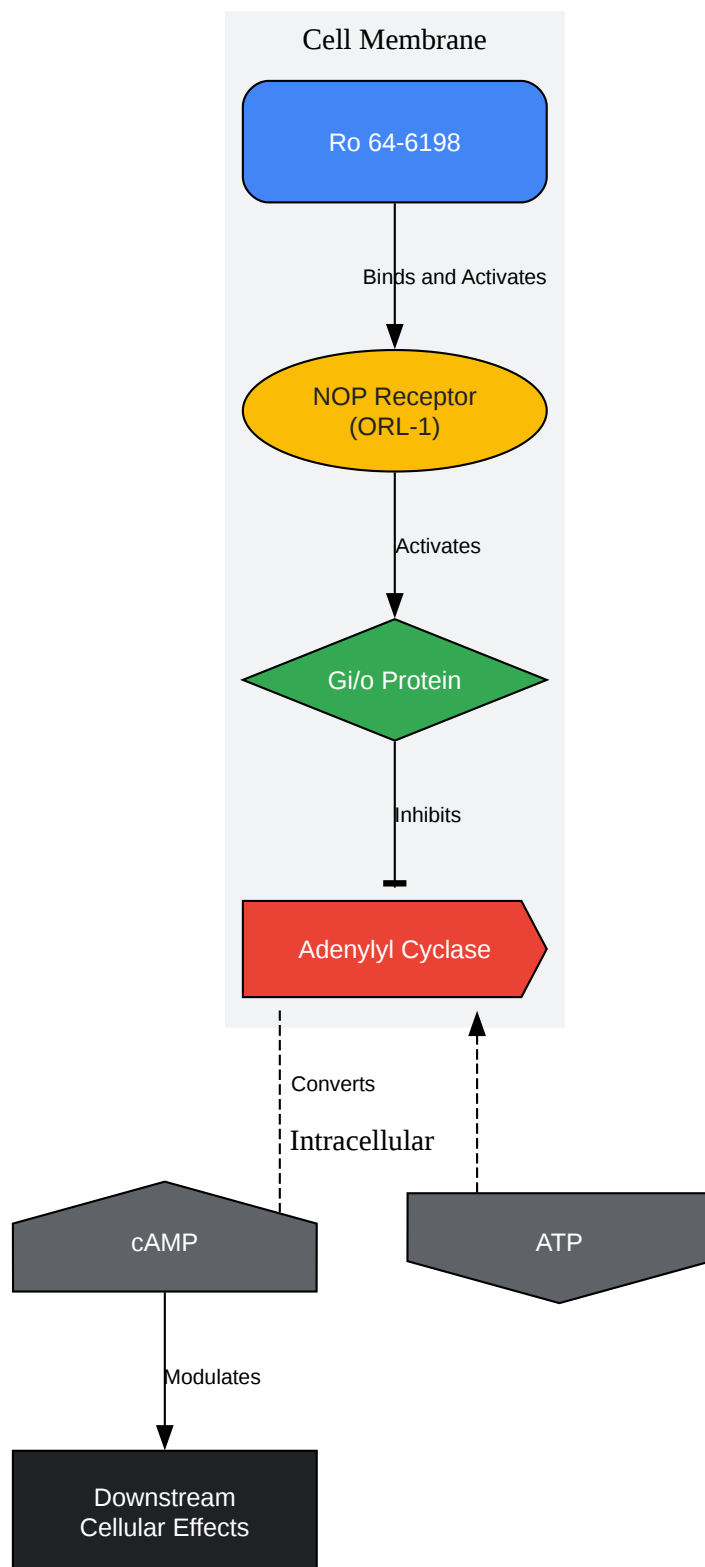 Cell Membrane
Ro 64-6198
Binds and Activates
NOP Receptor
(ORL-1)
Activates
Gi/o Protein
Inhibits
Adenylyl Cyclase
Converts
Intracellular
cAMP
ATP
Modulates
Downstream
Cellular Effects